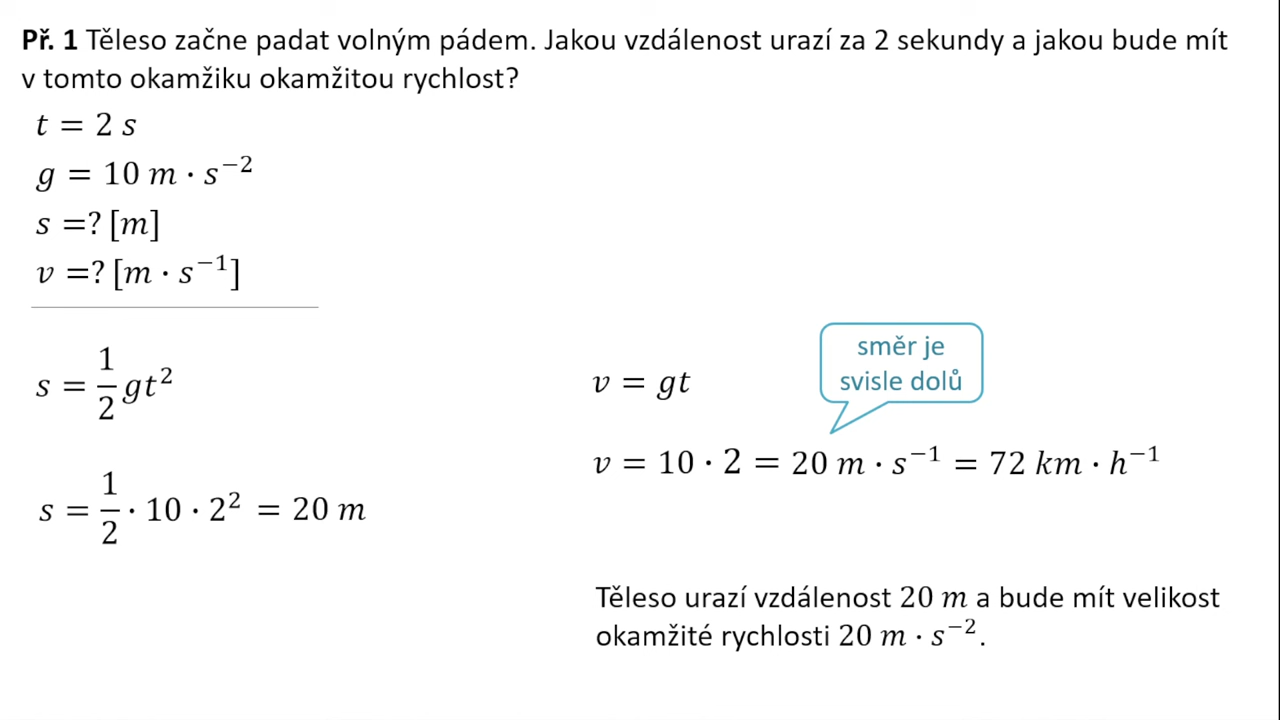 Př. 1 Těleso začne padat volným pádem. Jakou vzdálenost urazí za 2 sekundy a jakou bude mít
v tomto okamžiku okamžitou rychlost?
t = 2 s
g = 10 m · s⁻²
s =? [m]
v =? [m · s⁻¹]
s = 1/2 gt²
s = 1/2 · 10 · 2² = 20 m
směr je
svisle dolů
v = gt
v = 10 · 2 = 20 m · s⁻¹ = 72 km · h⁻¹
Těleso urazí vzdálenost 20 m a bude mít velikost
okamžité rychlosti 20 m · s⁻².